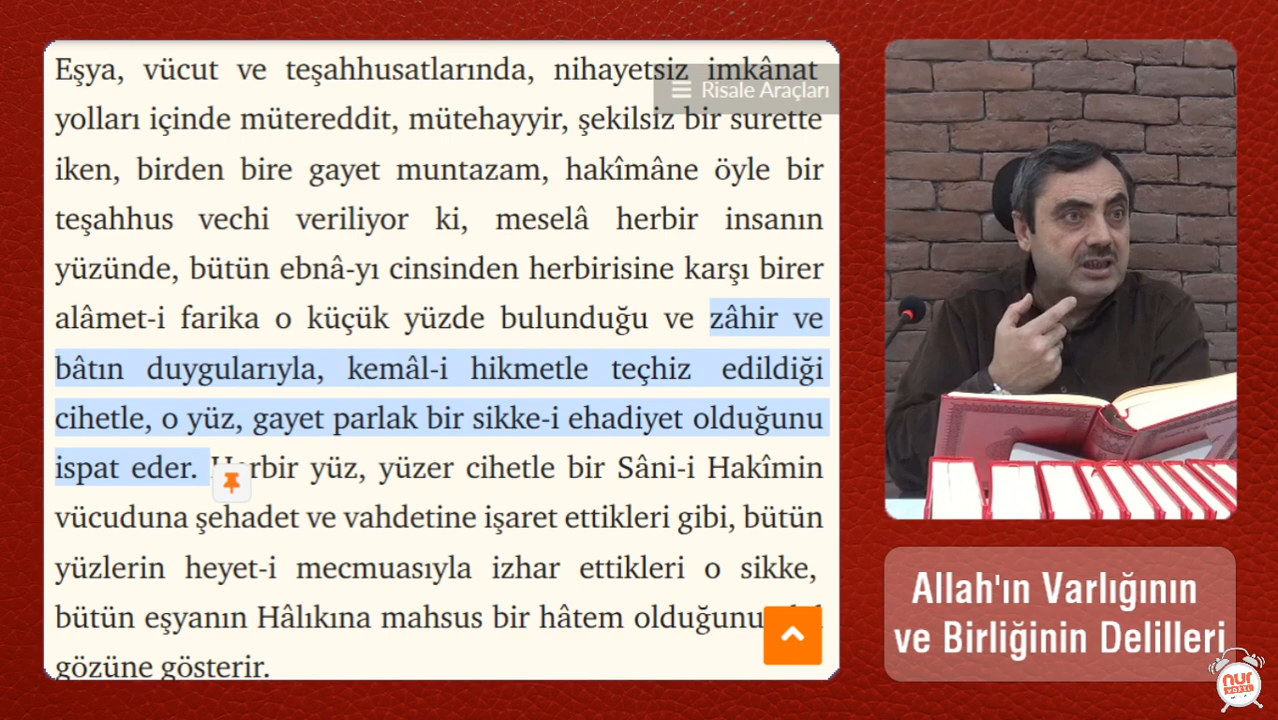 Eşya, vücut ve teşahhusatlarında, nihayetsiz imkânat
Risale Araçları
yolları içinde mütereddit, mütehayyir, şekilsiz bir surette
iken, birden bire gayet muntazam, hakîmâne öyle bir
teşahhus vechi veriliyor ki, meselâ herbir insanın
yüzünde, bütün ebnâ-yı cinsinden herbirisine karşı birer
alâmet-i farika o küçük yüzde bulunduğu ve zâhir ve
bâtın duygularıyla, kemâl-i hikmetle teçhiz edildiği
cihetle, o yüz, gayet parlak bir sikke-i ehadiyet olduğunu
ispat eder. Herbir yüz, yüzer cihetle bir Sâni-i Hakîmin
vücuduna şehadet ve vahdetine işaret ettikleri gibi, bütün
yüzlerin heyet-i mecmuasıyla izhar ettikleri o sikke,
bütün eşyanın Hâlıkına mahsus bir hâtem olduğunu
gözüne gösterir.
Allah'ın Varlığının
ve Birliğinin Delilleri
nur